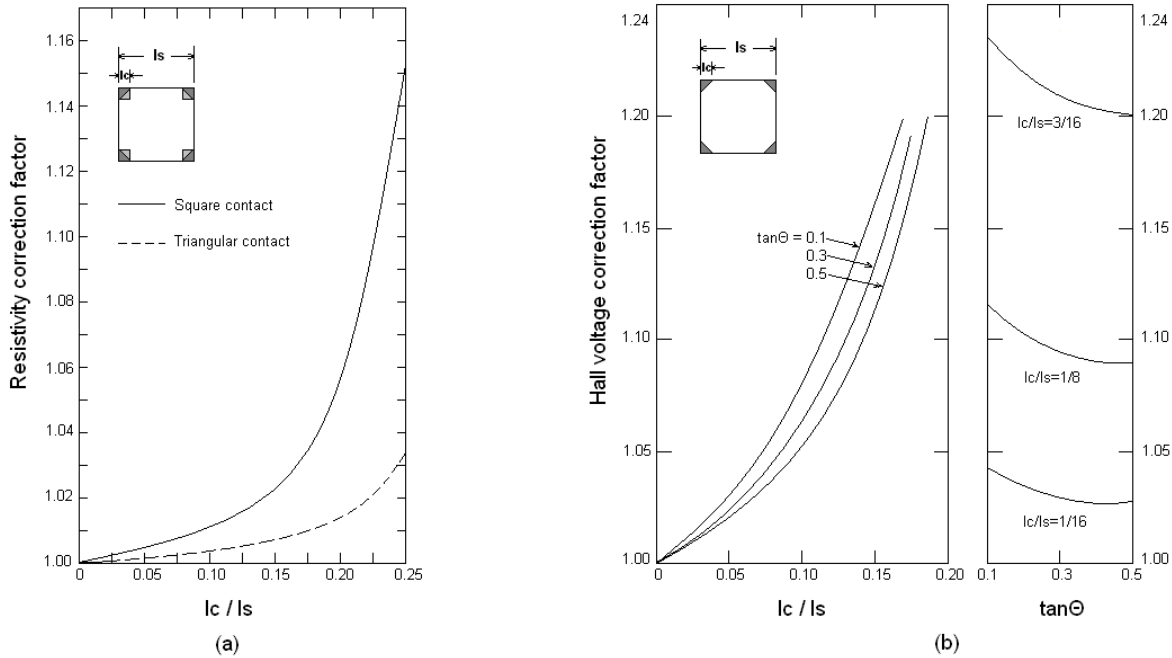 Resistivity correction factor
1.16
1.14
1.12
1.10
1.08
1.06
1.04
1.02
1.00
ls
lc
Square contact
Triangular contact
0
0.05
0.10
0.15
0.20
0.25
lc / ls
(a)
Hall voltage correction factor
1.24
1.20
1.15
1.10
1.05
1.00
ls
lc
tanΘ = 0.1
0.3
0.5
0
0.05
0.10
0.15
0.20
lc / ls
lc/ls=3/16
lc/ls=1/8
lc/ls=1/16
0.1
0.3
0.5
tanΘ
1.24
1.20
1.15
1.10
1.05
1.00
(b)